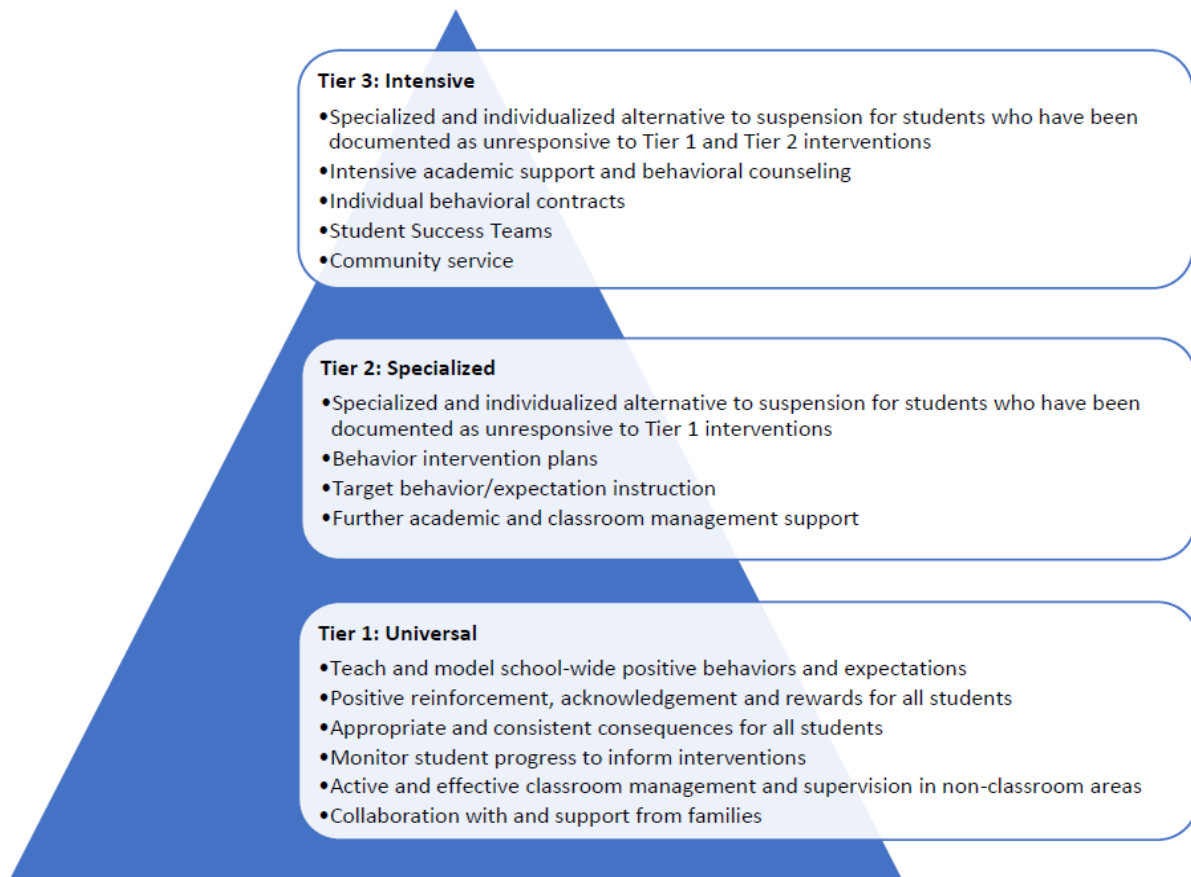 Tier 3: Intensive
•Specialized and individualized alternative to suspension for students who have been
documented as unresponsive to Tier 1 and Tier 2 interventions
•Intensive academic support and behavioral counseling
•Individual behavioral contracts
•Student Success Teams
•Community service
Tier 2: Specialized
•Specialized and individualized alternative to suspension for students who have been
documented as unresponsive to Tier 1 interventions
•Behavior intervention plans
•Target behavior/expectation instruction
•Further academic and classroom management support
Tier 1: Universal
•Teach and model school-wide positive behaviors and expectations
•Positive reinforcement, acknowledgement and rewards for all students
•Appropriate and consistent consequences for all students
•Monitor student progress to inform interventions
•Active and effective classroom management and supervision in non-classroom areas
•Collaboration with and support from families